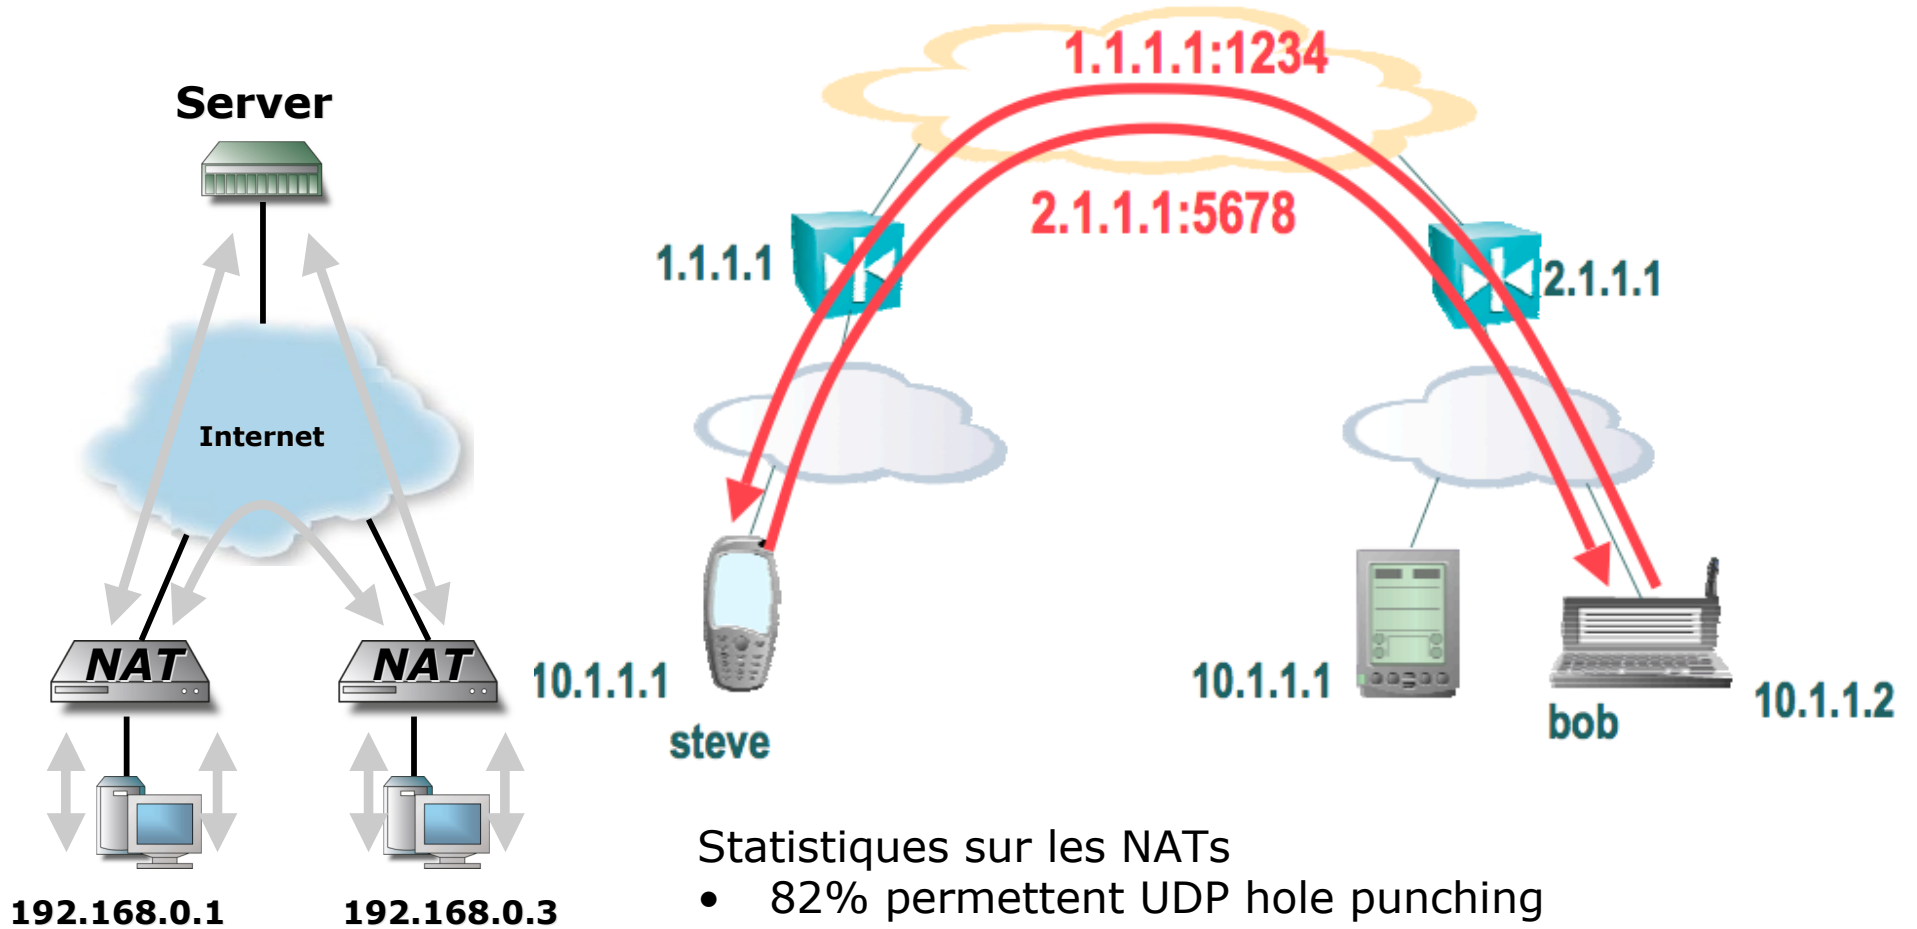 Server
Internet
NAT
NAT
192.168.0.1
192.168.0.3
1.1.1.1:1234
2.1.1.1:5678
1.1.1.1
2.1.1.1
10.1.1.1
steve
10.1.1.1
bob
10.1.1.2
Statistiques sur les NATs
• 82% permettent UDP hole punching